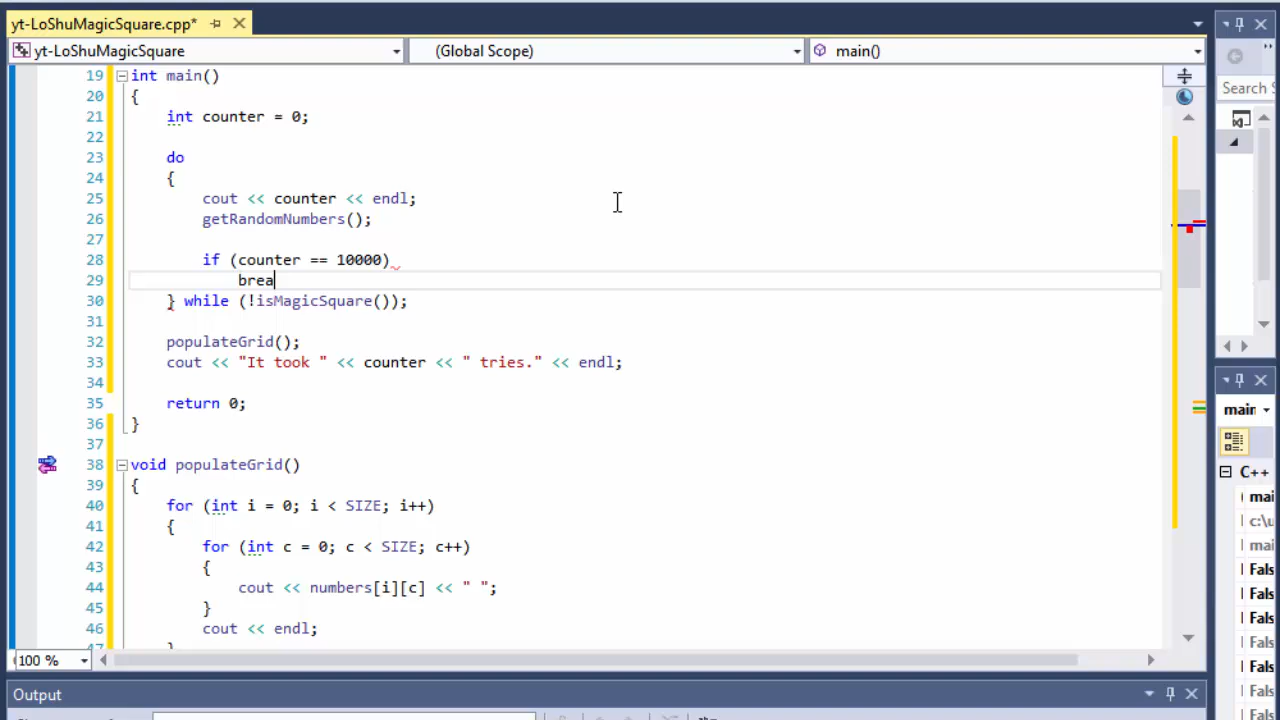 yt-LoShuMagicSquare.cpp*
yt-LoShuMagicSquare (Global Scope) main()
19 int main()
20 {
21 int counter = 0;
22
23 do
24 {
25 cout << counter << endl;
26 getRandomNumbers();
27
28 if (counter == 10000)
29 brea
30 } while (!isMagicSquare());
31
32 populateGrid();
33 cout << "It took " << counter << " tries." << endl;
34
35 return 0;
36 }
37
38 void populateGrid()
39 {
40 for (int i = 0; i < SIZE; i++)
41 {
42 for (int c = 0; c < SIZE; c++)
43 {
44 cout << numbers[i][c] << " ";
45 }
46 cout << endl;
47 }
100 %
Output
Search S
main
C++
( mai
c:\u
mai
Fals
Fals
Fals
Fals
Fals
Fals
Fals